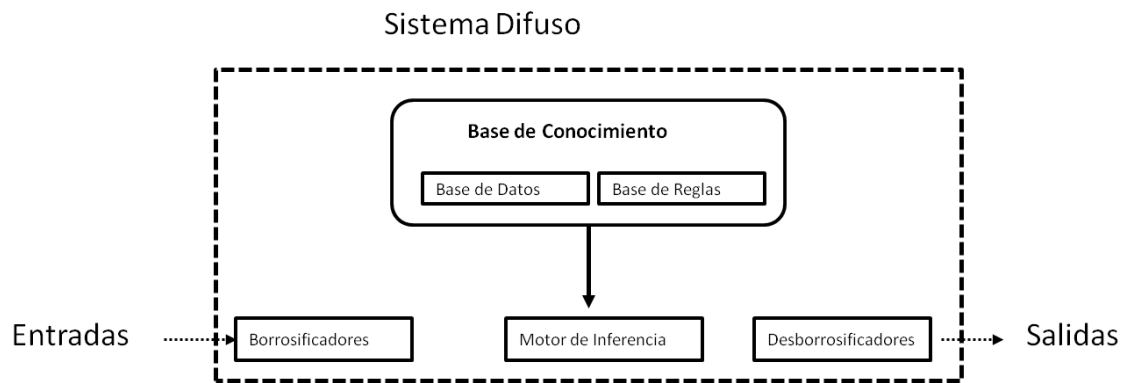 Sistema Difuso
Base de Conocimiento
Base de Datos
Base de Reglas
Entradas
Borrosificadores
Motor de Inferencia
Desborrosificadores
Salidas